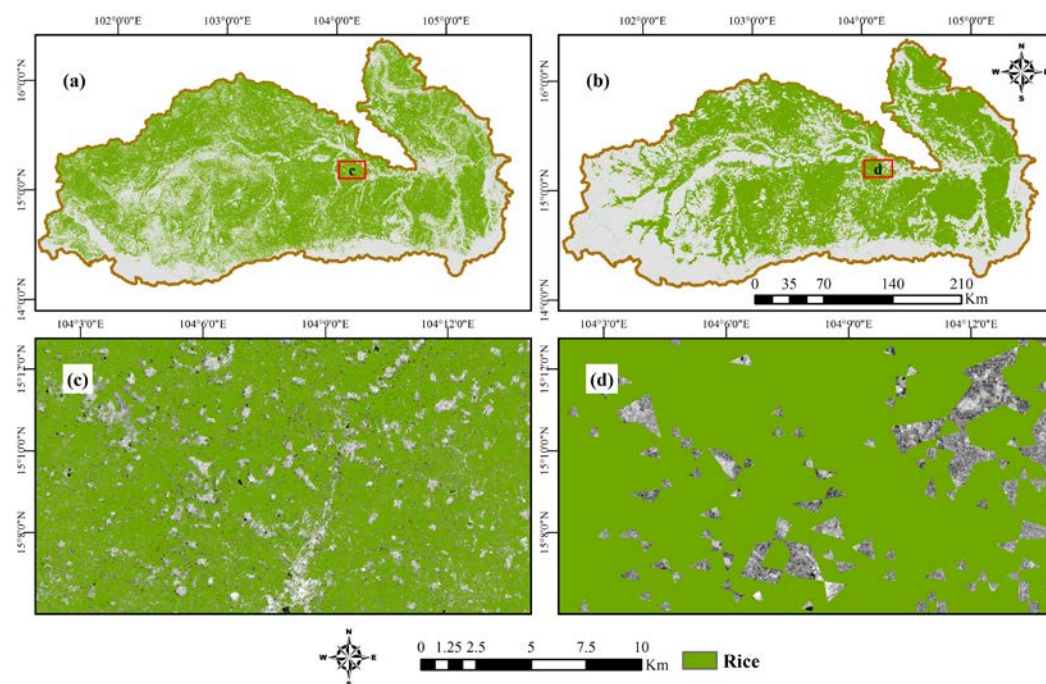 102°0'0"E 103°0'0"E 104°0'0"E 105°0'0"E
102°0'0"E 103°0'0"E 104°0'0"E 105°0'0"E
16°0'0"N
15°0'0"N
14°0'0"N
(a)
c
16°0'0"N
15°0'0"N
14°0'0"N
(b)
d
N
W E
S
0 35 70 140 210
Km
104°3'0"E 104°6'0"E 104°9'0"E 104°12'0"E
104°3'0"E 104°6'0"E 104°9'0"E 104°12'0"E
15°12'0"N
15°10'0"N
15°8'0"N
(c)
15°12'0"N
15°10'0"N
15°8'0"N
(d)
N
W E
S
0 1.25 2.5 5 7.5 10
Km
Rice